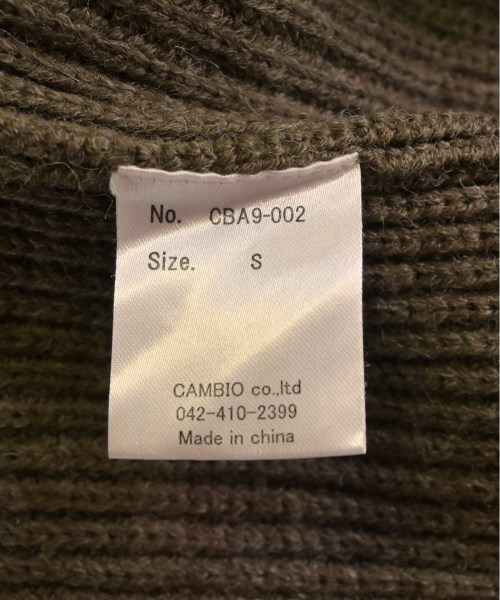 No. CBA9-002
Size. S
CAMBIO co.,ltd
042-410-2399
Made in china